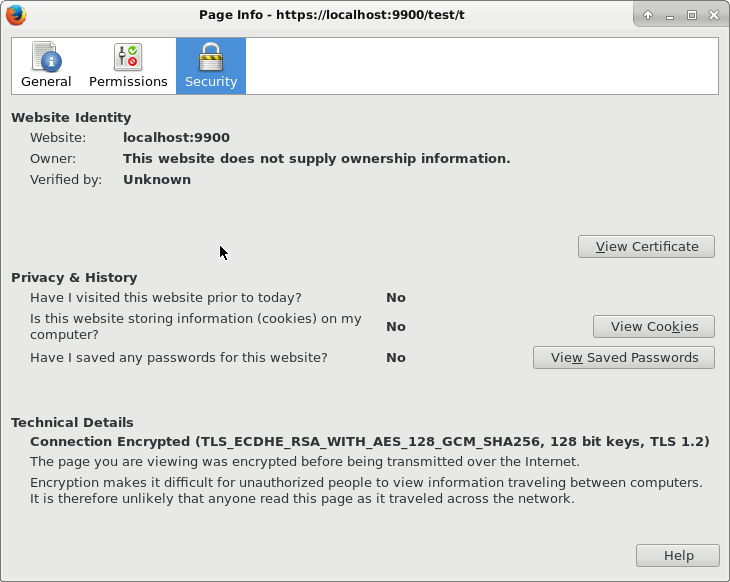 Page Info - https://localhost:9900/test/t
General Permissions Security
Website Identity
Website: localhost:9900
Owner: This website does not supply ownership information.
Verified by: Unknown
View Certificate
Privacy & History
Have I visited this website prior to today? No
Is this website storing information (cookies) on my
computer? No View Cookies
Have I saved any passwords for this website? No View Saved Passwords
Technical Details
Connection Encrypted (TLS_ECDHE_RSA_WITH_AES_128_GCM_SHA256, 128 bit keys, TLS 1.2)
The page you are viewing was encrypted before being transmitted over the Internet.
Encryption makes it difficult for unauthorized people to view information traveling between computers.
It is therefore unlikely that anyone read this page as it traveled across the network.
Help